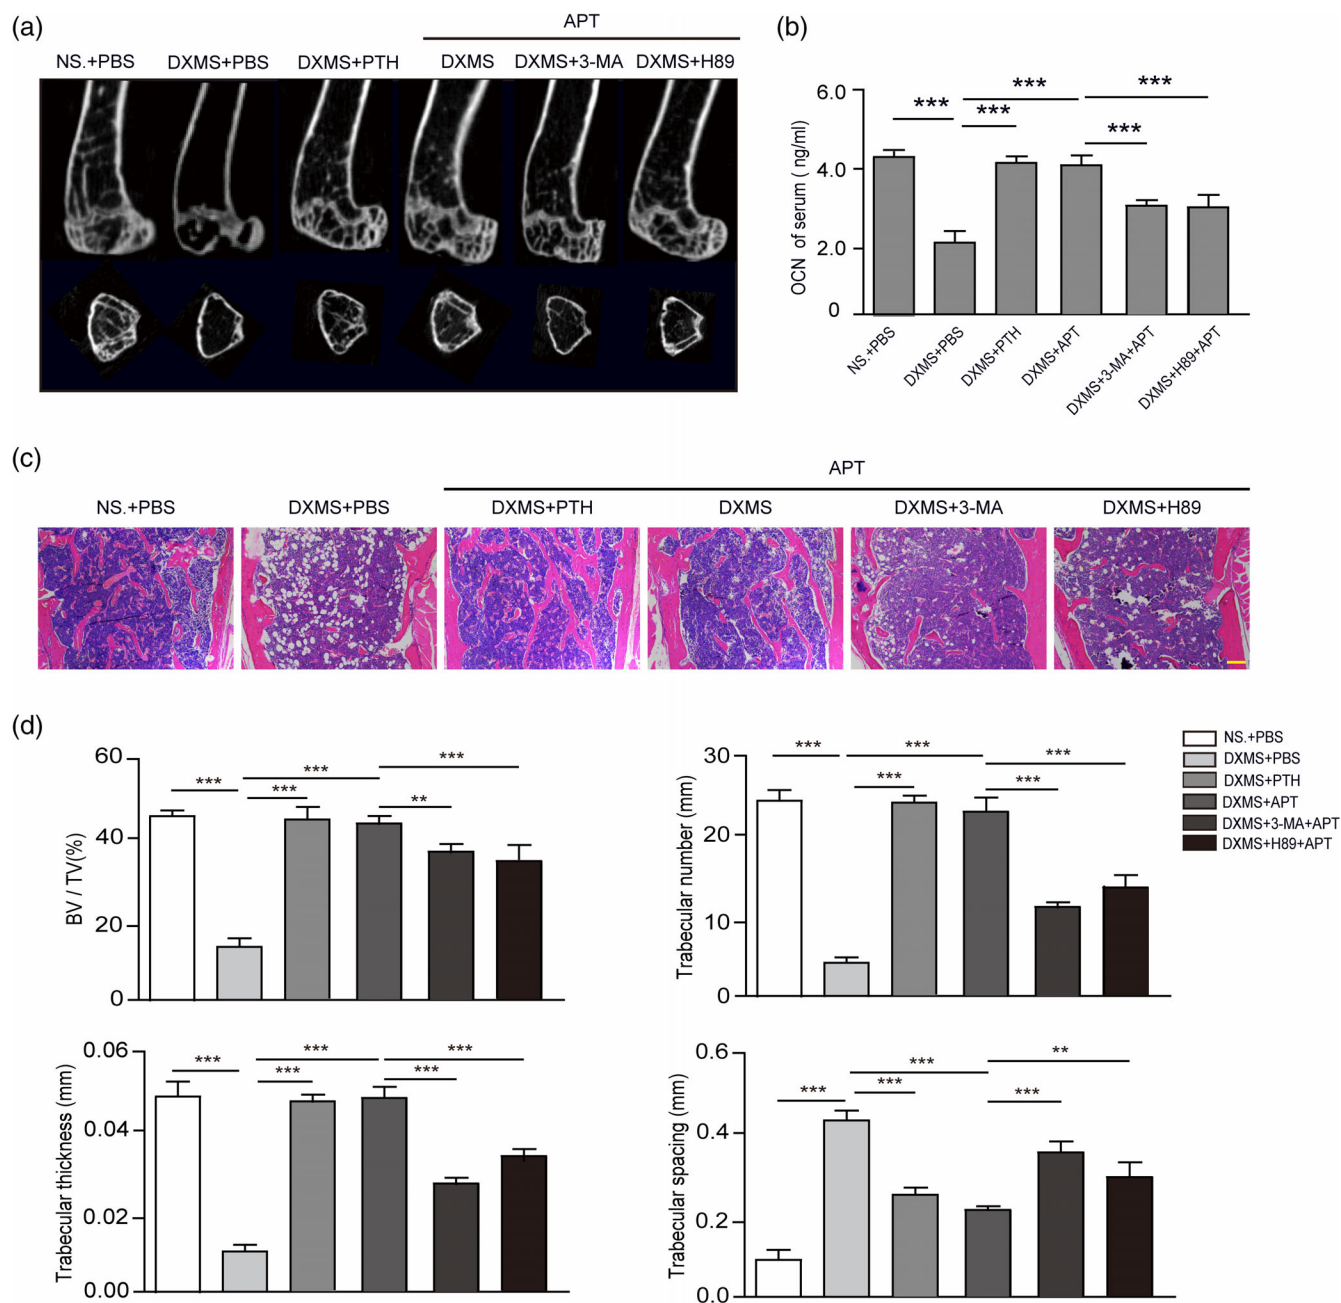 (a)
APT
NS.+PBS DXMS+PBS DXMS+PTH DXMS DXMS+3-MA DXMS+H89
(b)
OCN of serum ( ng/ml)
6.0
4.0
2.0
0
*** *** *** *** ***
NS.+PBS
DXMS+PBS
DXMS+PTH
DXMS+APT
DXMS+3-MA+APT
DXMS+H89+APT
(c)
APT
NS.+PBS DXMS+PBS DXMS+PTH DXMS DXMS+3-MA DXMS+H89
(d)
BV / TV(%)
60
40
20
0
*** *** *** *** **
Trabecular number (mm)
30
20
10
0
*** *** *** *** ***
NS.+PBS
DXMS+PBS
DXMS+PTH
DXMS+APT
DXMS+3-MA+APT
DXMS+H89+APT
Trabecular thickness (mm)
0.06
0.04
0.02
0.00
*** *** *** *** ***
Trabecular spacing (mm)
0.6
0.4
0.2
0.0
*** *** *** *** **